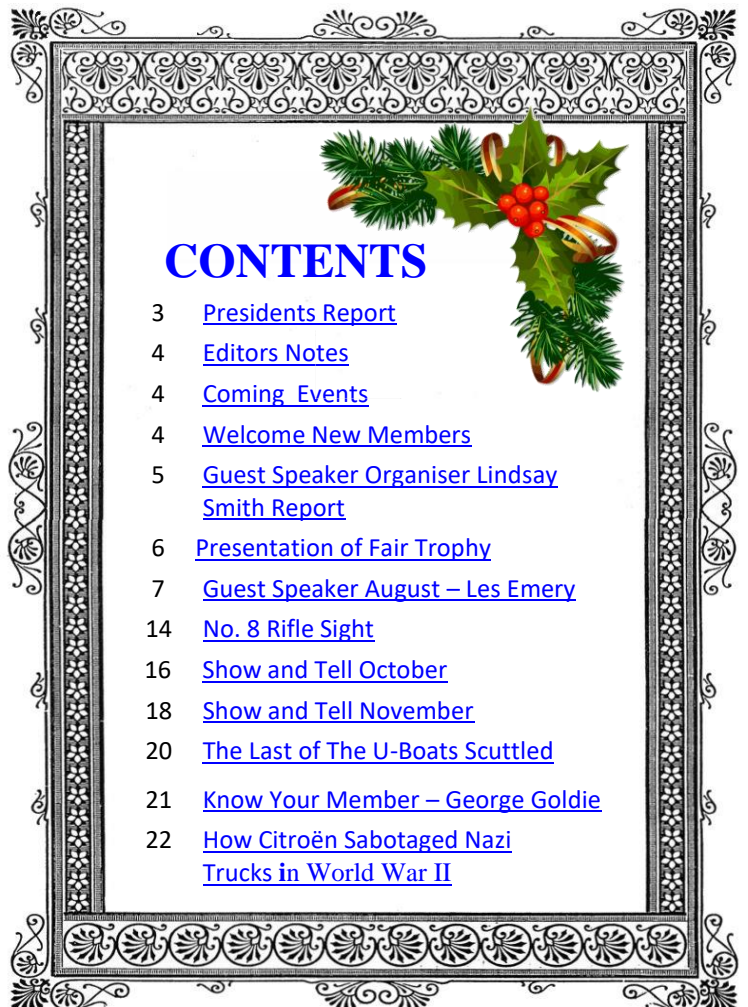 CONTENTS
3 Presidents Report
4 Editors Notes
4 Coming Events
4 Welcome New Members
5 Guest Speaker Organiser Lindsay
Smith Report
6 Presentation of Fair Trophy
7 Guest Speaker August – Les Emery
14 No. 8 Rifle Sight
16 Show and Tell October
18 Show and Tell November
20 The Last of The U-Boats Scuttled
21 Know Your Member – George Goldie
22 How Citroën Sabotaged Nazi
Trucks in World War II